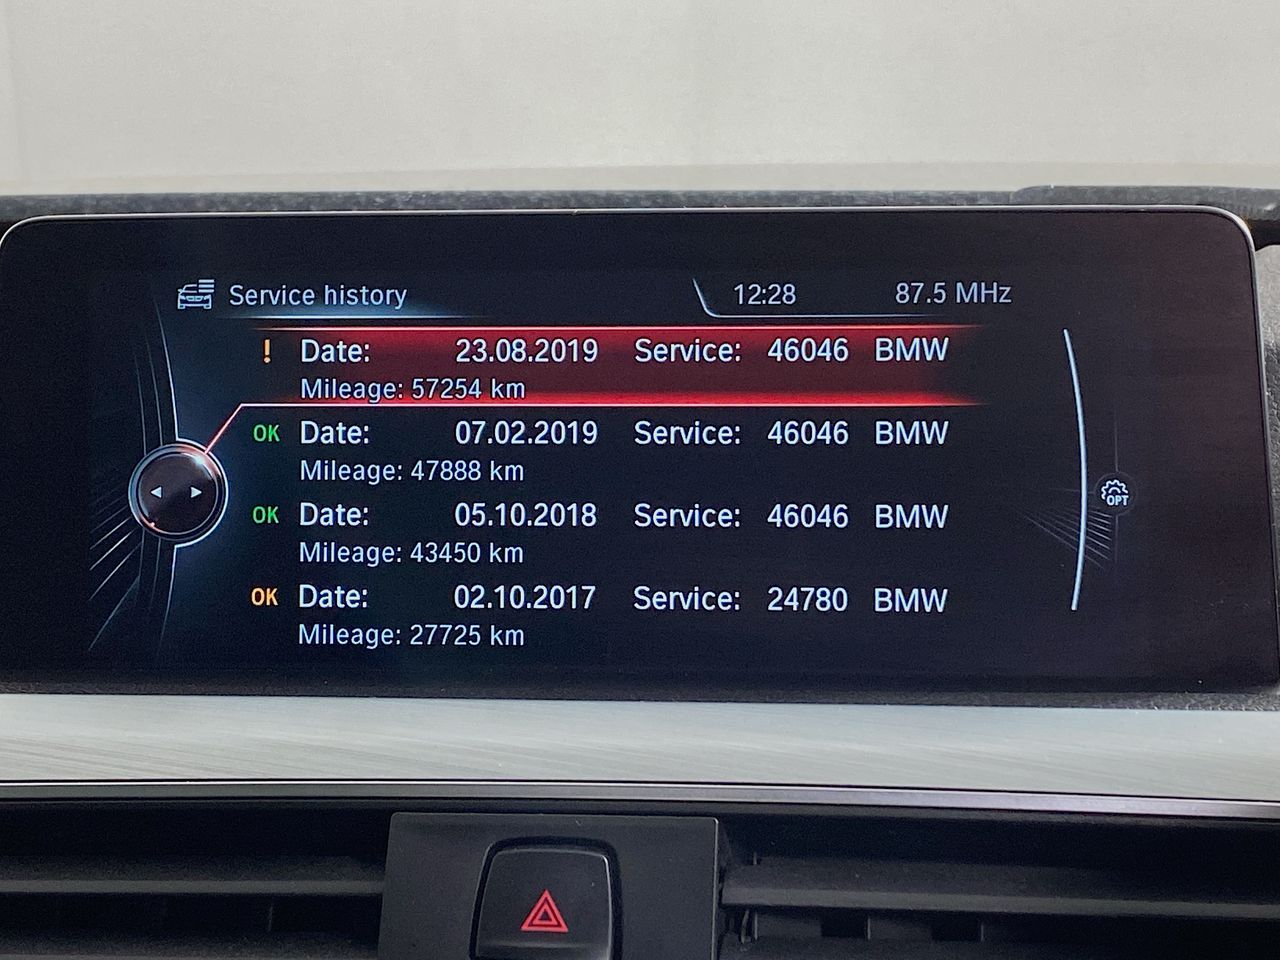 Service history 12:28 87.5 MHz
! Date: 23.08.2019 Service: 46046 BMW
Mileage: 57254 km
OK Date: 07.02.2019 Service: 46046 BMW
Mileage: 47888 km
OK Date: 05.10.2018 Service: 46046 BMW
Mileage: 43450 km
OPT
OK Date: 02.10.2017 Service: 24780 BMW
Mileage: 27725 km